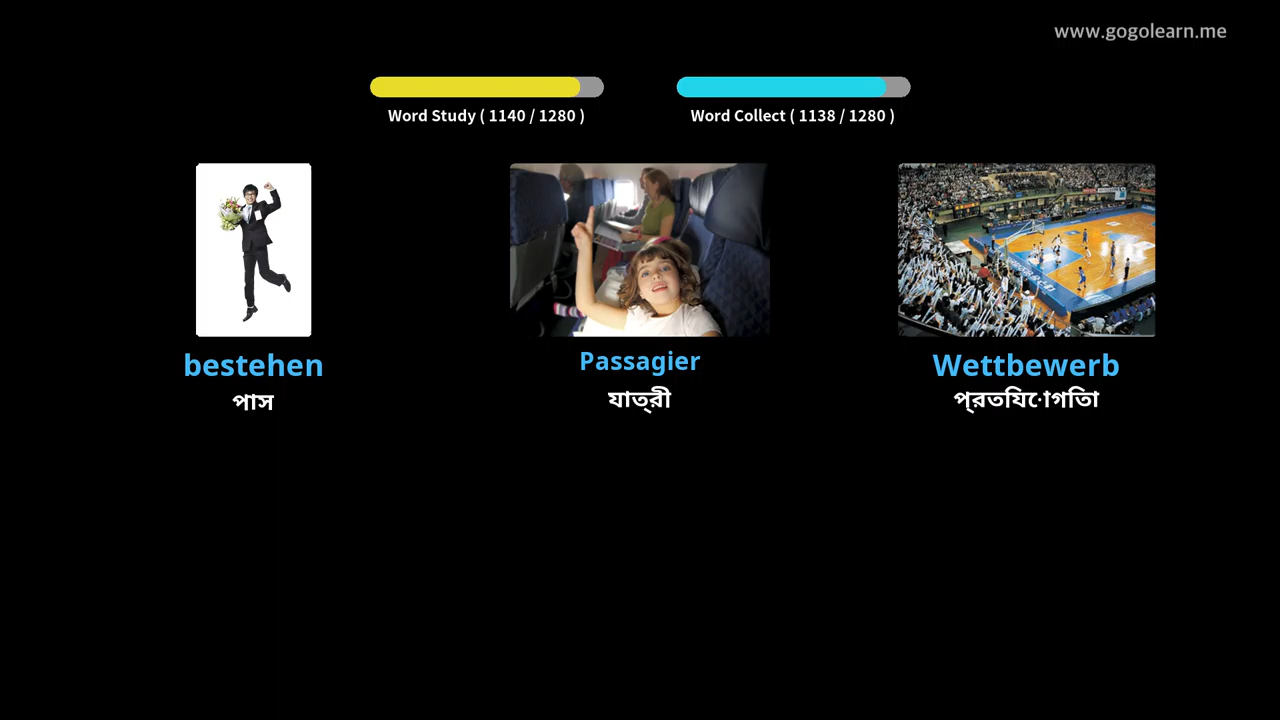 www.gogolearn.me
Word Study ( 1140 / 1280 )
Word Collect ( 1138 / 1280 )
bestehen
Passagier
Wettbewerb
পাস
যাত্রী
প্রতিযোগিতা